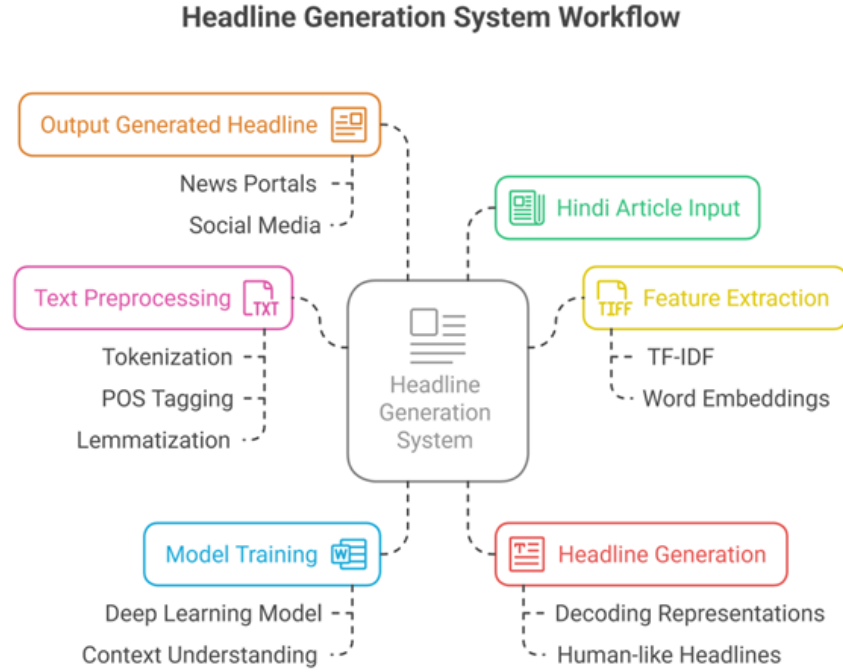 Headline Generation System Workflow
Output Generated Headline
News Portals
Social Media
Hindi Article Input
Text Preprocessing
TXT
Tokenization
POS Tagging
Lemmatization
TIFF
Feature Extraction
TF-IDF
Word Embeddings
Headline
Generation
System
Model Training
W
Deep Learning Model
Context Understanding
T
Headline Generation
Decoding Representations
Human-like Headlines